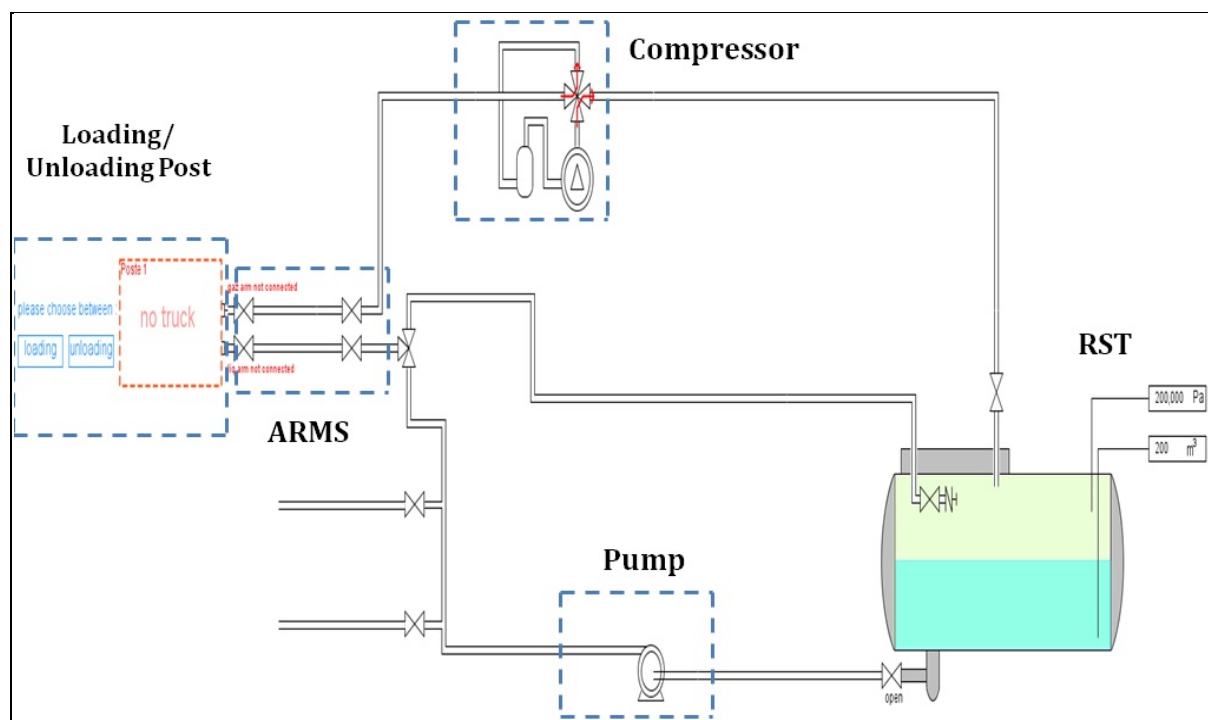 Compressor
Loading/
Unloading Post
Poste 1
please choose between :
no truck
loading
unloading
gaz arm not connected
liq arm not connected
ARMS
RST
200,000 Pa
200 m³
Pump
open